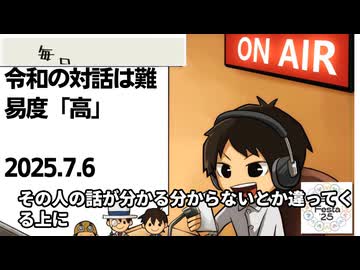 毎日
ON AIR
令和の対話は難
易度「高」
2025.7.6
その人の話が分かる分からないとか違ってく
る上に
Festa
'25